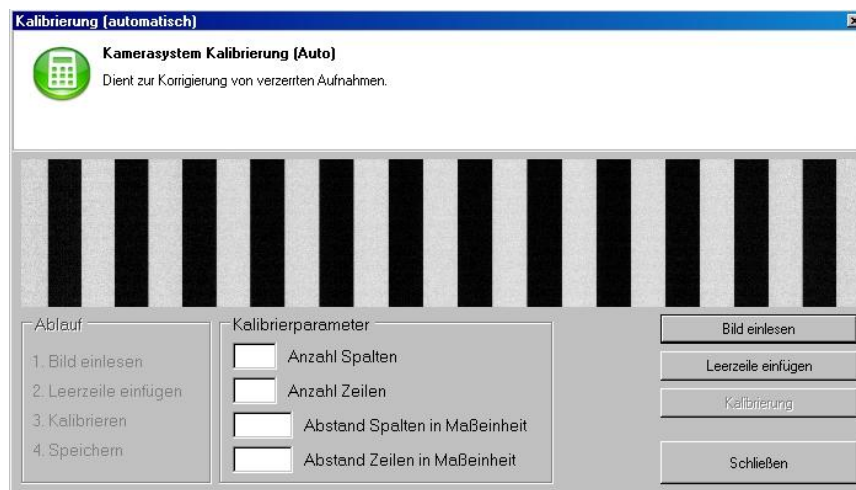 Kalibrierung (automatisch)
Kamerasystem Kalibrierung (Auto)
Dient zur Korrigierung von verzerrten Aufnahmen.
Ablauf
1. Bild einlesen
2. Leerzeile einfügen
3. Kalibrieren
4. Speichern
Kalibrierparameter
Anzahl Spalten
Anzahl Zeilen
Abstand Spalten in Maßeinheit
Abstand Zeilen in Maßeinheit
Bild einlesen
Leerzeile einfügen
Kalibrierung
Schließen